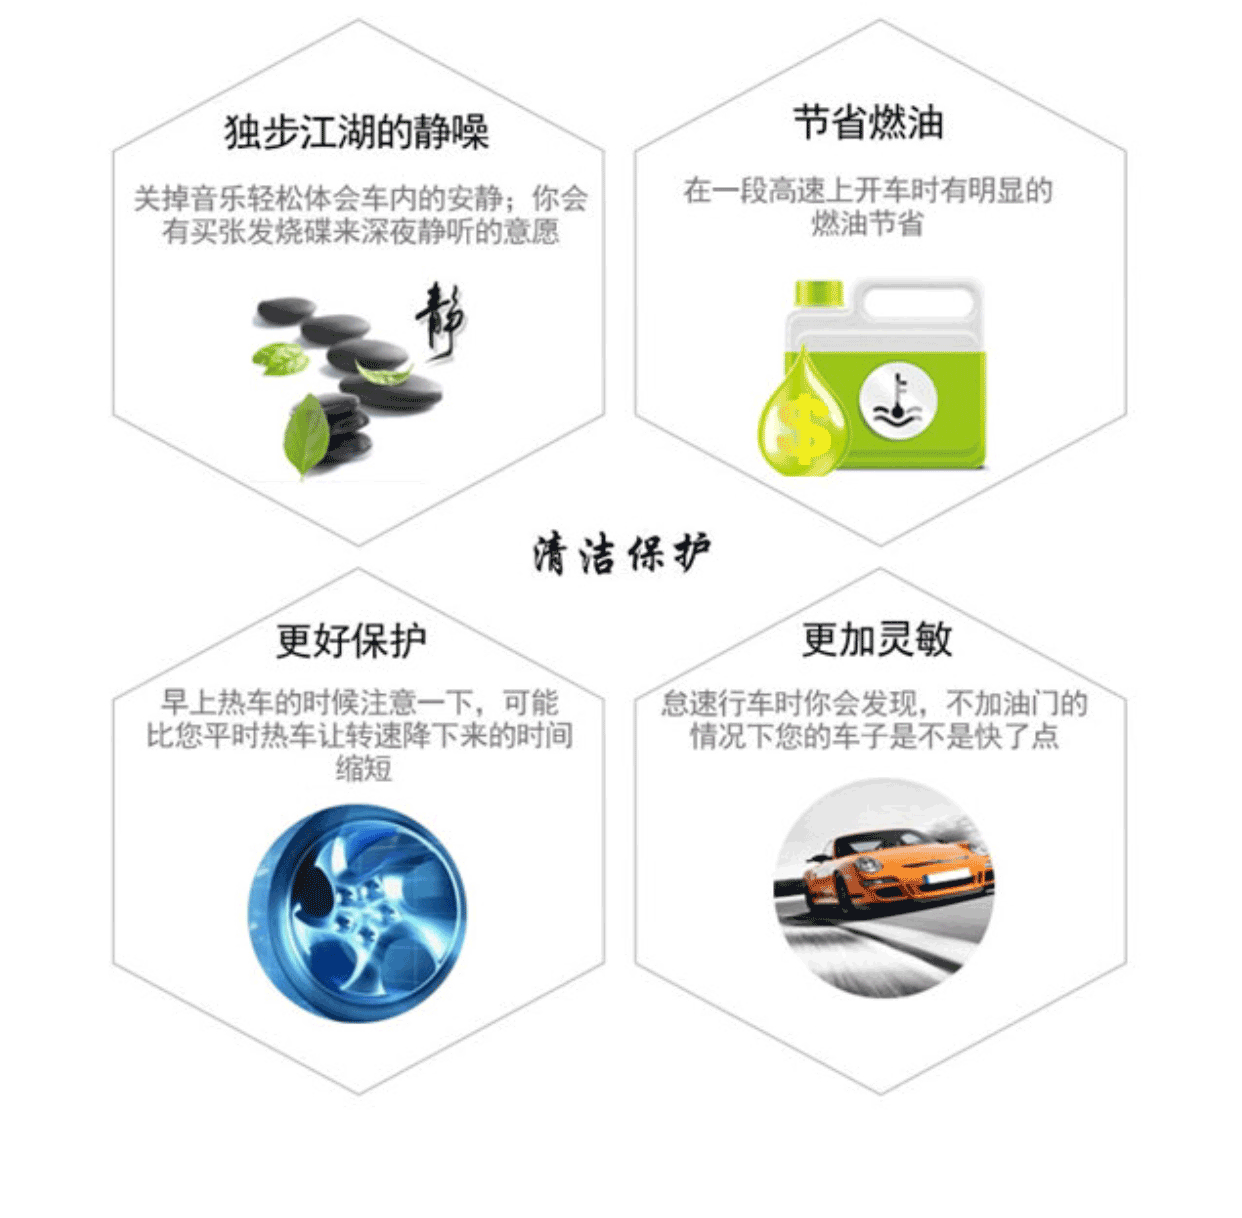 独步江湖的静噪
关掉音乐轻松体会车内的安静；你会
有买张发烧碟来深夜静听的意愿
静
节省燃油
在一段高速上开车时有明显的
燃油节省
$
清洁保护
更好保护
早上热车的时候注意一下，可能
比您平时热车让转速降下来的时间
缩短
更加灵敏
怠速行车时你会发现，不加油门的
情况下您的车子是不是快了点